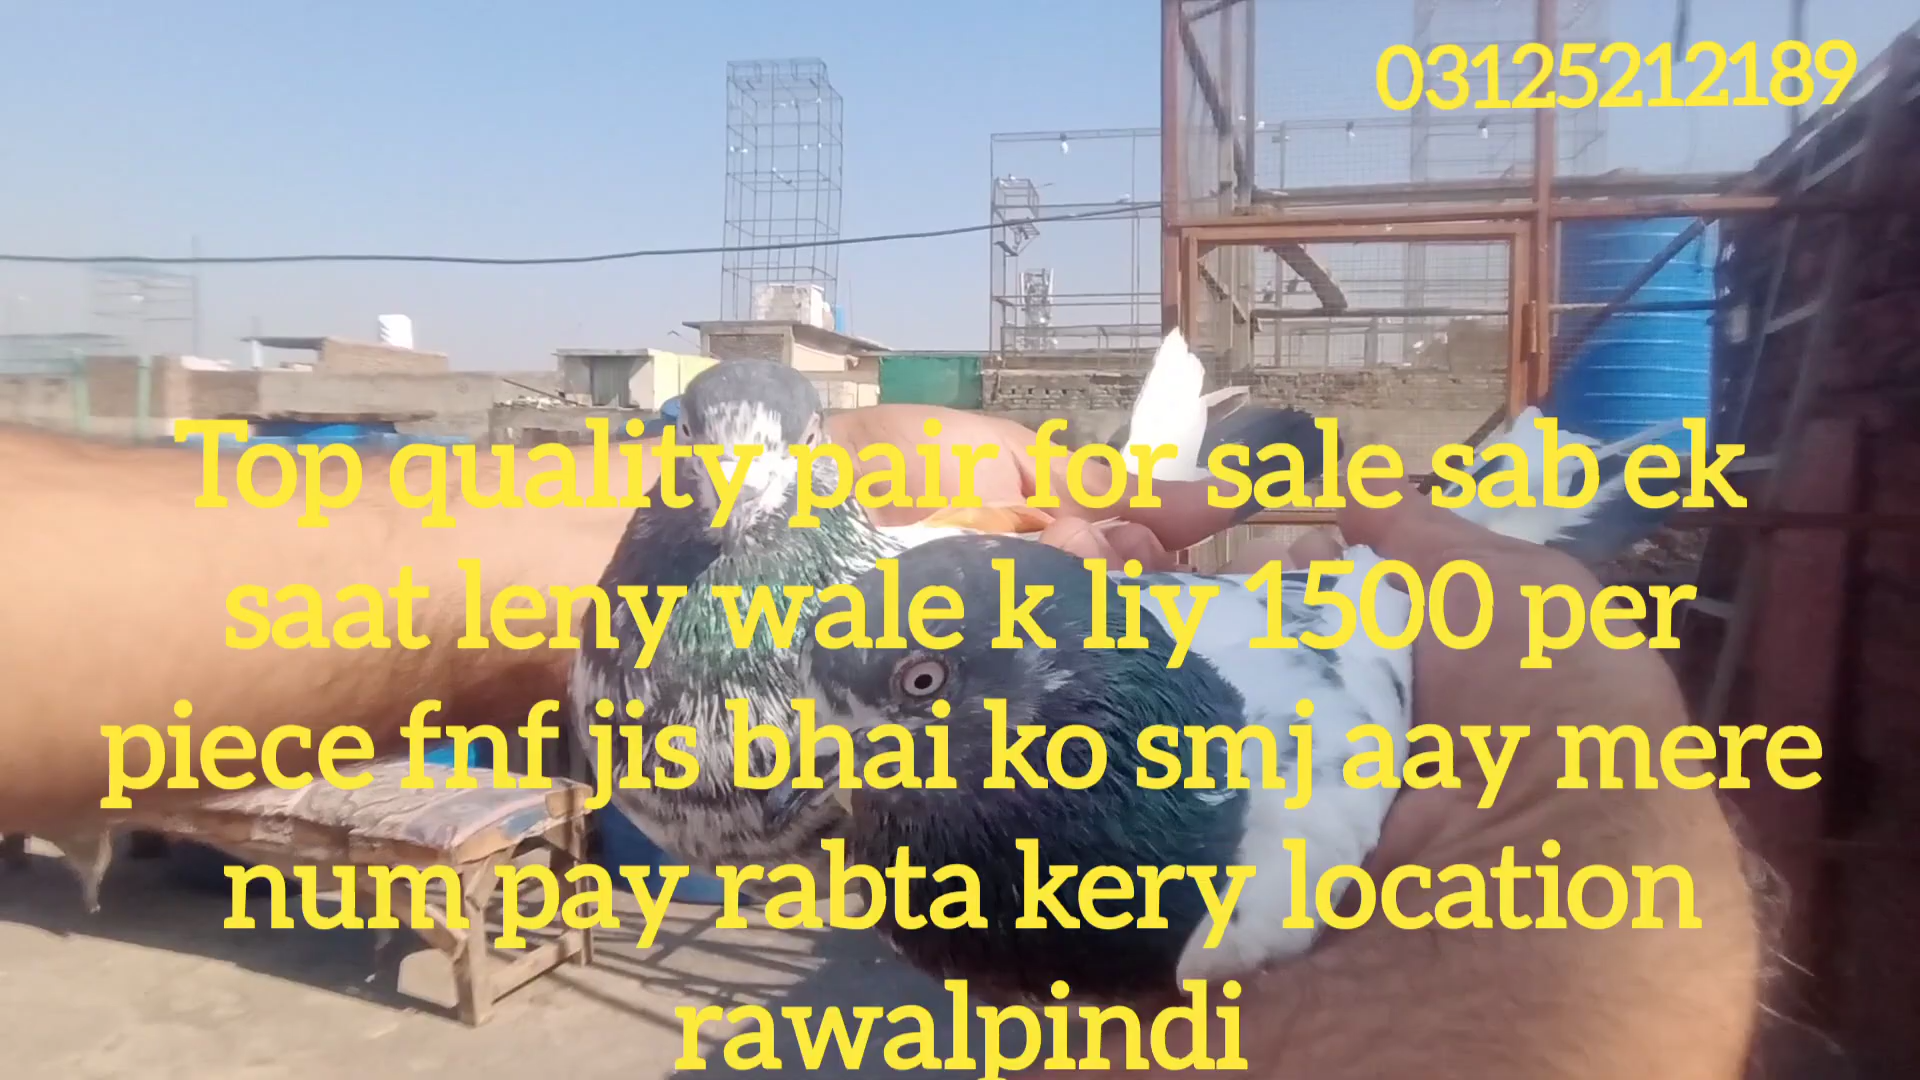 03125212189
Top quality pair for sale sab ek
saat leny wale k liy 1500 per
piece fnf jis bhai ko smj aay mere
num pay rabta kery location
rawalpindi